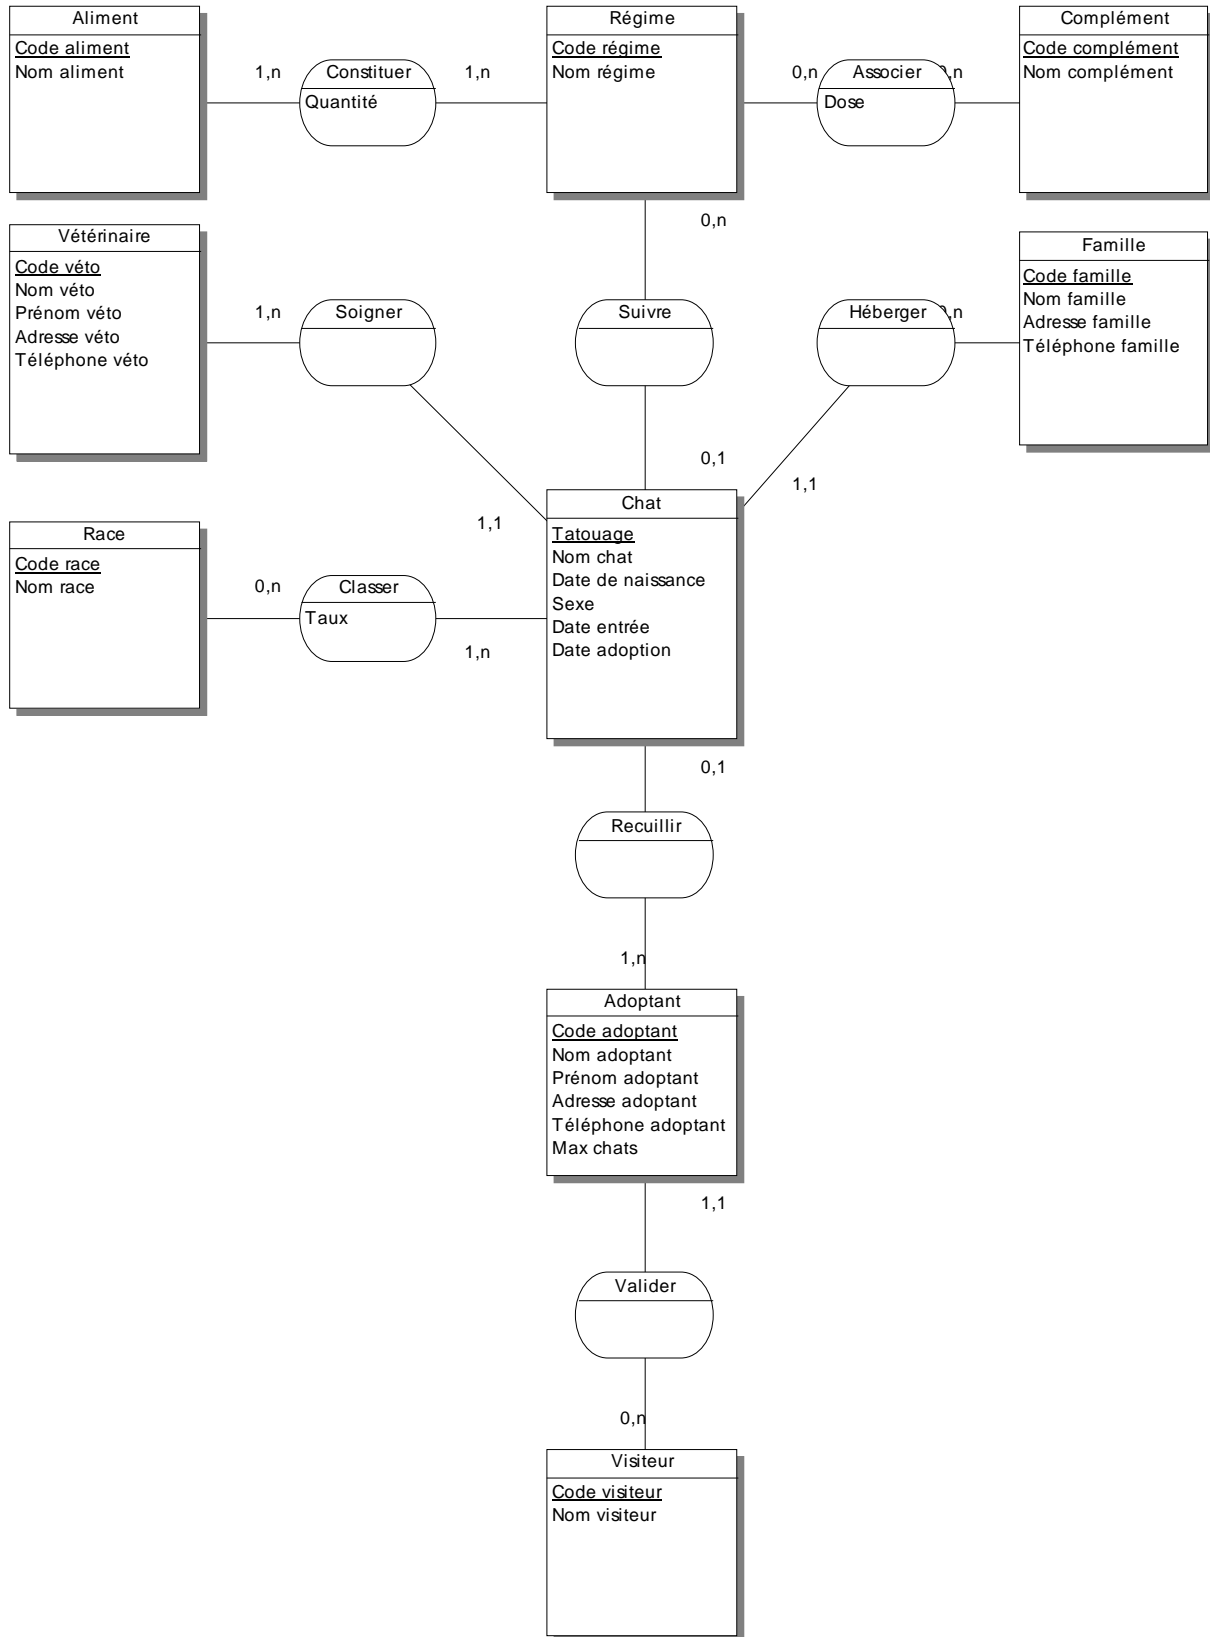 Aliment
Code aliment
Nom aliment
1,n
Constituer
Quantité
1,n
Régime
Code régime
Nom régime
0,n
Associer
Dose
0,n
Complément
Code complément
Nom complément
Vétérinaire
Code véto
Nom véto
Prénom véto
Adresse véto
Téléphone véto
1,n
Soigner
1,1
0,n
Suivre
0,1
Héberger
0,n
1,1
Famille
Code famille
Nom famille
Adresse famille
Téléphone famille
Race
Code race
Nom race
0,n
Classer
Taux
1,n
Chat
Tatouage
Nom chat
Date de naissance
Sexe
Date entrée
Date adoption
0,1
Recuillir
1,n
Adoptant
Code adoptant
Nom adoptant
Prénom adoptant
Adresse adoptant
Téléphone adoptant
Max chats
1,1
Valider
0,n
Visiteur
Code visiteur
Nom visiteur